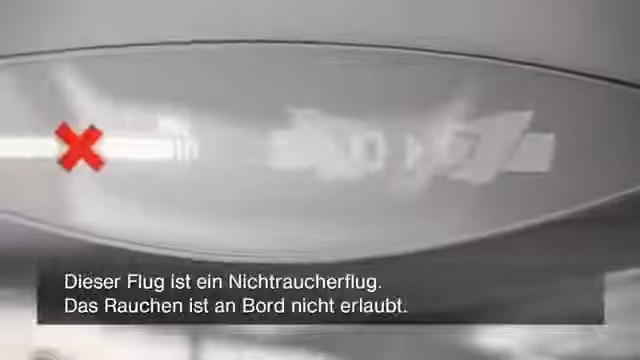 Dieser Flug ist ein Nichtraucherflug.
Das Rauchen ist an Bord nicht erlaubt.